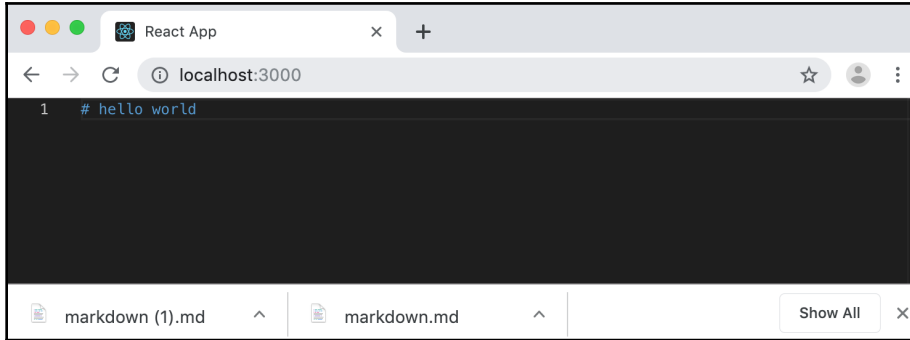 React App
localhost:3000
1 # hello world
markdown (1).md
markdown.md
Show All